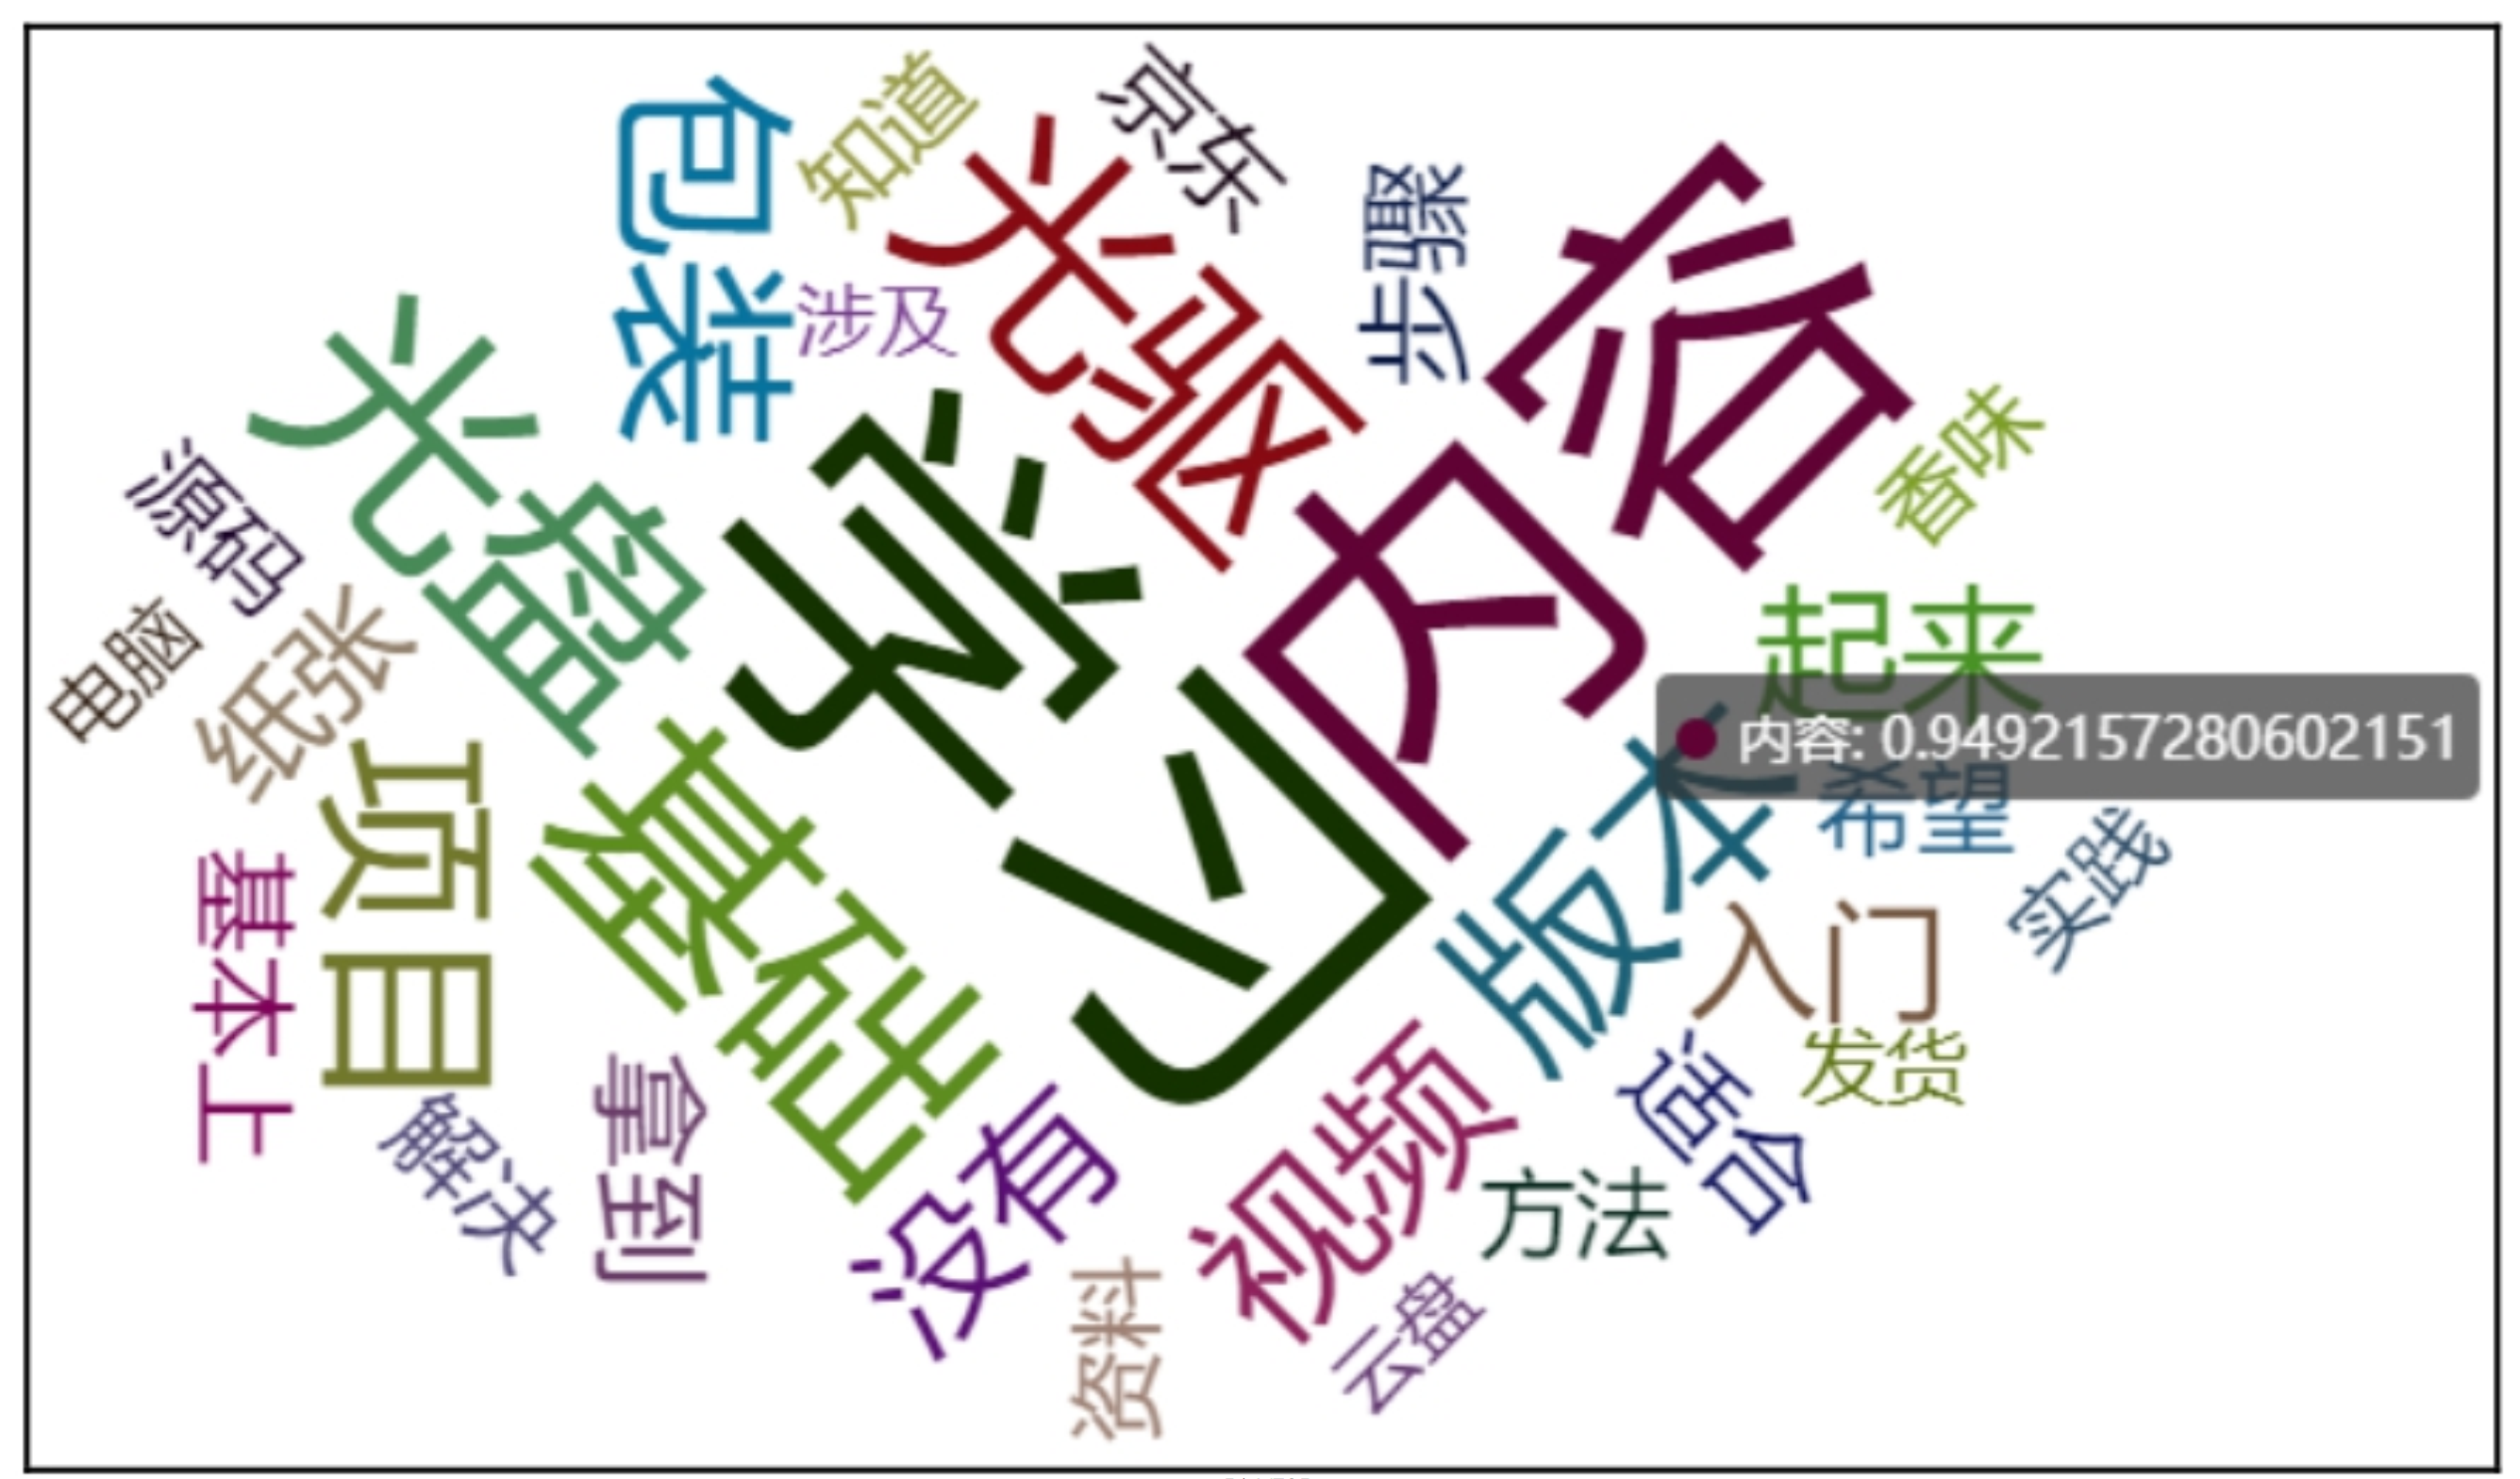 京东
知道
包装
光驱
步骤
内容
涉及
光盘
学习
香味
源码
起来
电脑
纸张
内容: 0.9492157280602151
版本
希望
项目
基础
实践
基本上
入门
发货
适合
拿到
解决
没有
视频
方法
资料
云盘